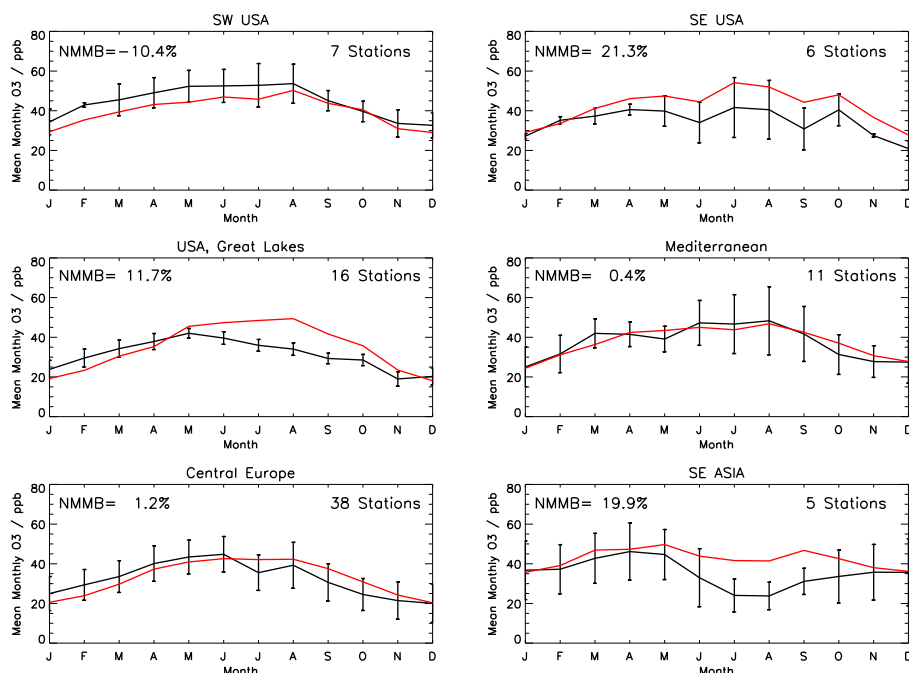 SW USA
NMMB=-10.4% 7 Stations
Mean Monthly O3 / ppb
80
60
40
20
0
J F M A M J J A S O N D
Month
SE USA
NMMB= 21.3% 6 Stations
Mean Monthly O3 / ppb
80
60
40
20
0
J F M A M J J A S O N D
Month
USA, Great Lakes
NMMB= 11.7% 16 Stations
Mean Monthly O3 / ppb
80
60
40
20
0
J F M A M J J A S O N D
Month
Mediterranean
NMMB= 0.4% 11 Stations
Mean Monthly O3 / ppb
80
60
40
20
0
J F M A M J J A S O N D
Month
Central Europe
NMMB= 1.2% 38 Stations
Mean Monthly O3 / ppb
80
60
40
20
0
J F M A M J J A S O N D
Month
SE ASIA
NMMB= 19.9% 5 Stations
Mean Monthly O3 / ppb
80
60
40
20
0
J F M A M J J A S O N D
Month